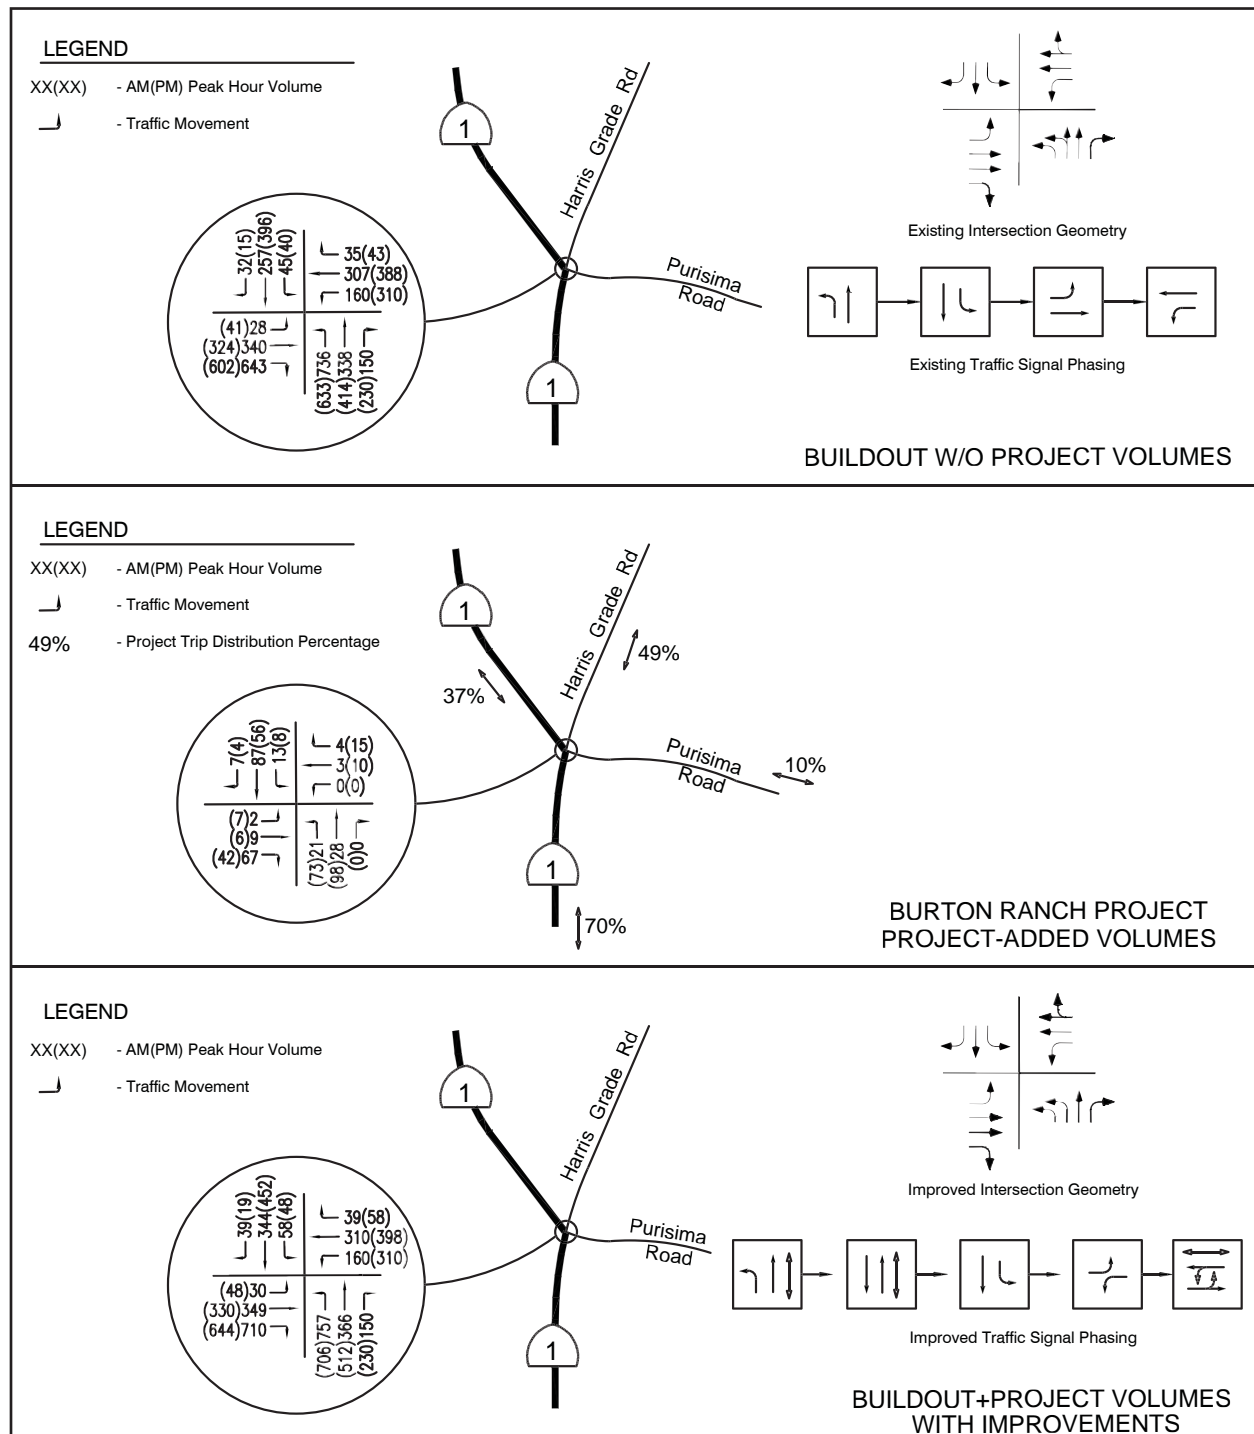 LEGEND
XX(XX) - AM(PM) Peak Hour Volume
- Traffic Movement
1
Harris Grade Rd
Purisima
Road
1
32(15)
257(396)
45(40)
35(43)
307(388)
160(310)
(41)28
(324)340
(602)643
(633)736
(414)338
(230)150
Existing Intersection Geometry
Existing Traffic Signal Phasing
BUILDOUT W/O PROJECT VOLUMES
LEGEND
XX(XX) - AM(PM) Peak Hour Volume
- Traffic Movement
49% - Project Trip Distribution Percentage
1
Harris Grade Rd
49%
37%
Purisima
Road
10%
1
70%
7(4)
87(56)
13(8)
4(15)
3(10)
0(0)
(7)2
(6)9
(42)67
(73)21
(98)28
(0)0
BURTON RANCH PROJECT
PROJECT-ADDED VOLUMES
LEGEND
XX(XX) - AM(PM) Peak Hour Volume
- Traffic Movement
1
Harris Grade Rd
Purisima
Road
1
39(19)
344(452)
58(48)
39(58)
310(398)
160(310)
(48)30
(330)349
(644)710
(706)757
(512)366
(230)150
Improved Intersection Geometry
Improved Traffic Signal Phasing
BUILDOUT+PROJECT VOLUMES
WITH IMPROVEMENTS